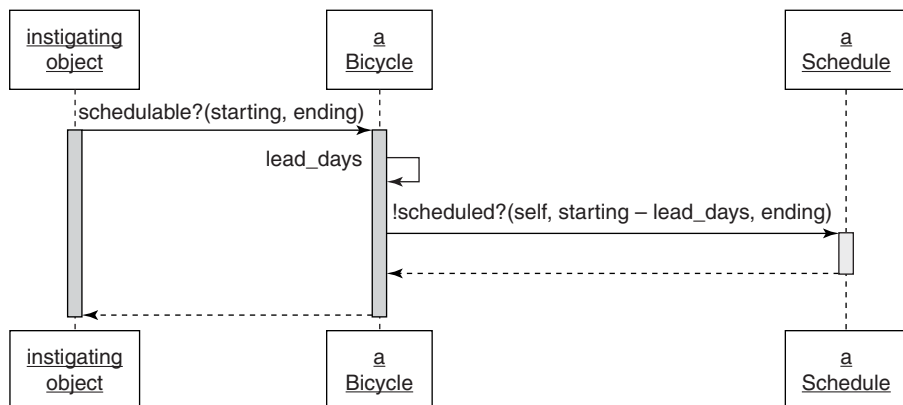 instigating
object
a
Bicycle
a
Schedule
schedulable?(starting, ending)
lead_days
!scheduled?(self, starting – lead_days, ending)
instigating
object
a
Bicycle
a
Schedule